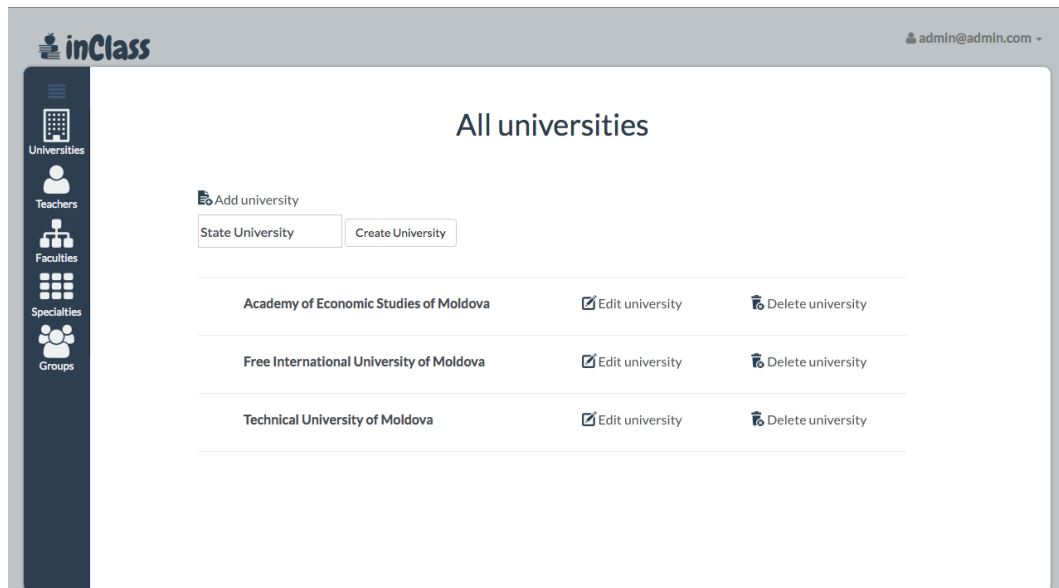 inClass
admin@admin.com
Universities
Teachers
Faculties
Specialties
Groups
All universities
Add university
State University Create University
Academy of Economic Studies of Moldova Edit university Delete university
Free International University of Moldova Edit university Delete university
Technical University of Moldova Edit university Delete university